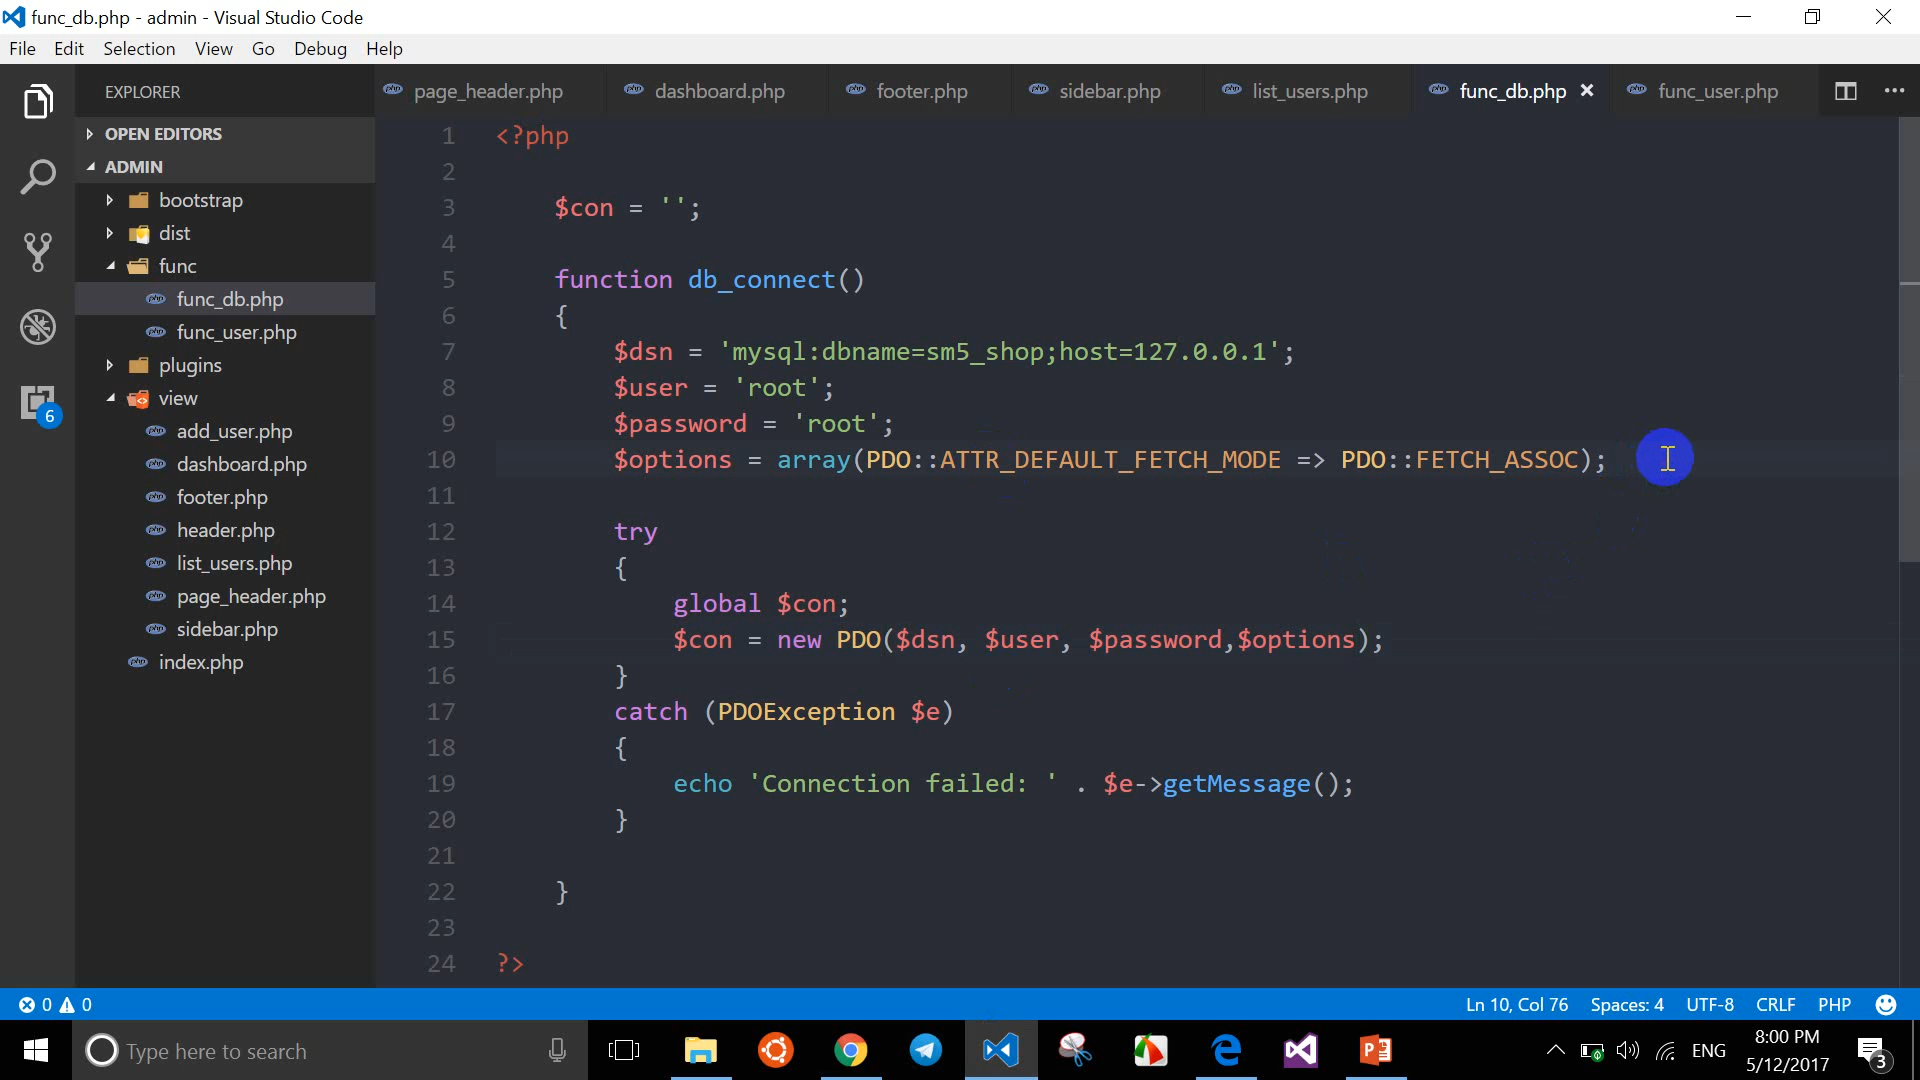 func_db.php - admin - Visual Studio Code
File Edit Selection View Go Debug Help
EXPLORER
OPEN EDITORS
ADMIN
bootstrap
dist
func
func_db.php
func_user.php
plugins
view
add_user.php
dashboard.php
footer.php
header.php
list_users.php
page_header.php
sidebar.php
index.php
6
page_header.php dashboard.php footer.php sidebar.php list_users.php func_db.php func_user.php
1 <?php
2
3 $con = '';
4
5 function db_connect()
6 {
7 $dsn = 'mysql:dbname=sm5_shop;host=127.0.0.1';
8 $user = 'root';
9 $password = 'root';
10 $options = array(PDO::ATTR_DEFAULT_FETCH_MODE => PDO::FETCH_ASSOC);
11
12 try
13 {
14 global $con;
15 $con = new PDO($dsn, $user, $password,$options);
16 }
17 catch (PDOException $e)
18 {
19 echo 'Connection failed: ' . $e->getMessage();
20 }
21
22 }
23
24 ?>
0 0 Ln 10, Col 76 Spaces: 4 UTF-8 CRLF PHP
Type here to search
ENG
8:00 PM
5/12/2017
3